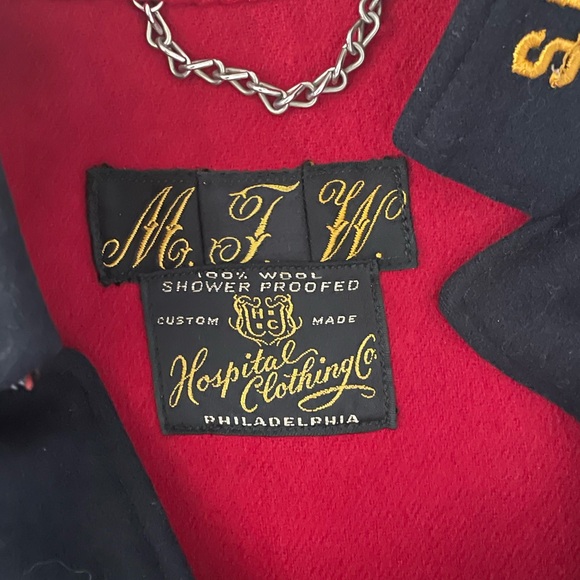 M. T. W.
100% WOOL
SHOWER PROOFED
CUSTOM MADE
Hospital
Clothing Co.
PHILADELPHIA